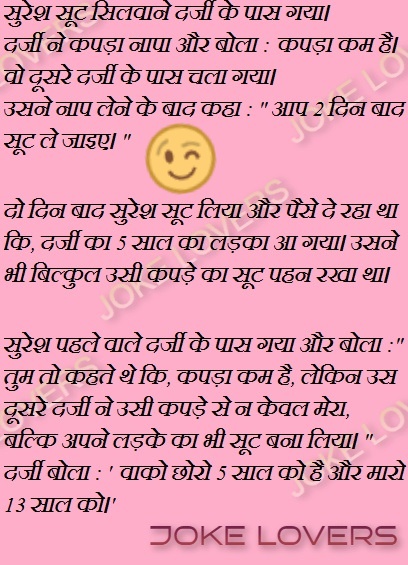 सुरेश सूट सिलवाने दर्जी के पास गया।
दर्जी ने कपड़ा नापा और बोला : कपड़ा कम है।
वो दूसरे दर्जी के पास चला गया।
उसने नाप लेने के बाद कहा : " आप 2 दिन बाद
सूट ले जाइए। "
दो दिन बाद सुरेश सूट लिया और पैसे दे रहा था
कि, दर्जी का 5 साल का लड़का आ गया। उसने
भी बिल्कुल उसी कपड़े का सूट पहन रखा था।
सुरेश पहले वाले दर्जी के पास गया और बोला :"
तुम तो कहते थे कि, कपड़ा कम है, लेकिन उस
दूसरे दर्जी ने उसी कपड़े से न केवल मेरा,
बल्कि अपने लड़के का भी सूट बना लिया। "
दर्जी बोला : ' वाको छोरो 5 साल को है और मारो
13 साल को।'
JOKE LOVERS